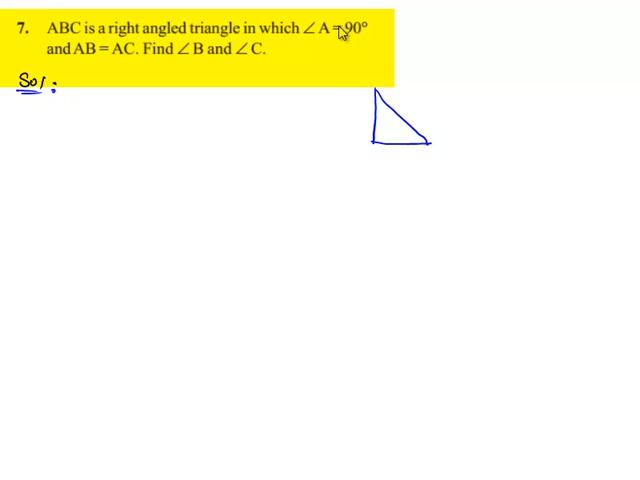 7. ABC is a right angled triangle in which ∠ A = 90°
and AB = AC. Find ∠ B and ∠ C.
Sol: